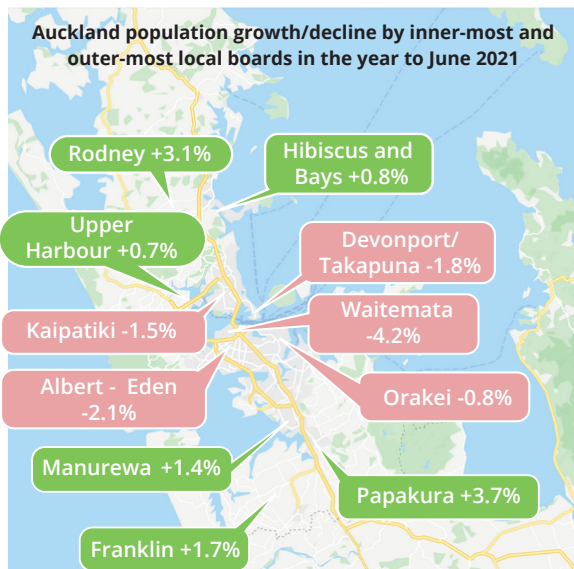 Auckland population growth/decline by inner-most and
outer-most local boards in the year to June 2021
Rodney +3.1%
Hibiscus and
Bays +0.8%
Upper
Harbour +0.7%
Devonport/
Takapuna -1.8%
Kaipatiki -1.5%
Waitemata
-4.2%
Albert - Eden
-2.1%
Orakei -0.8%
Manurewa +1.4%
Papakura +3.7%
Franklin +1.7%